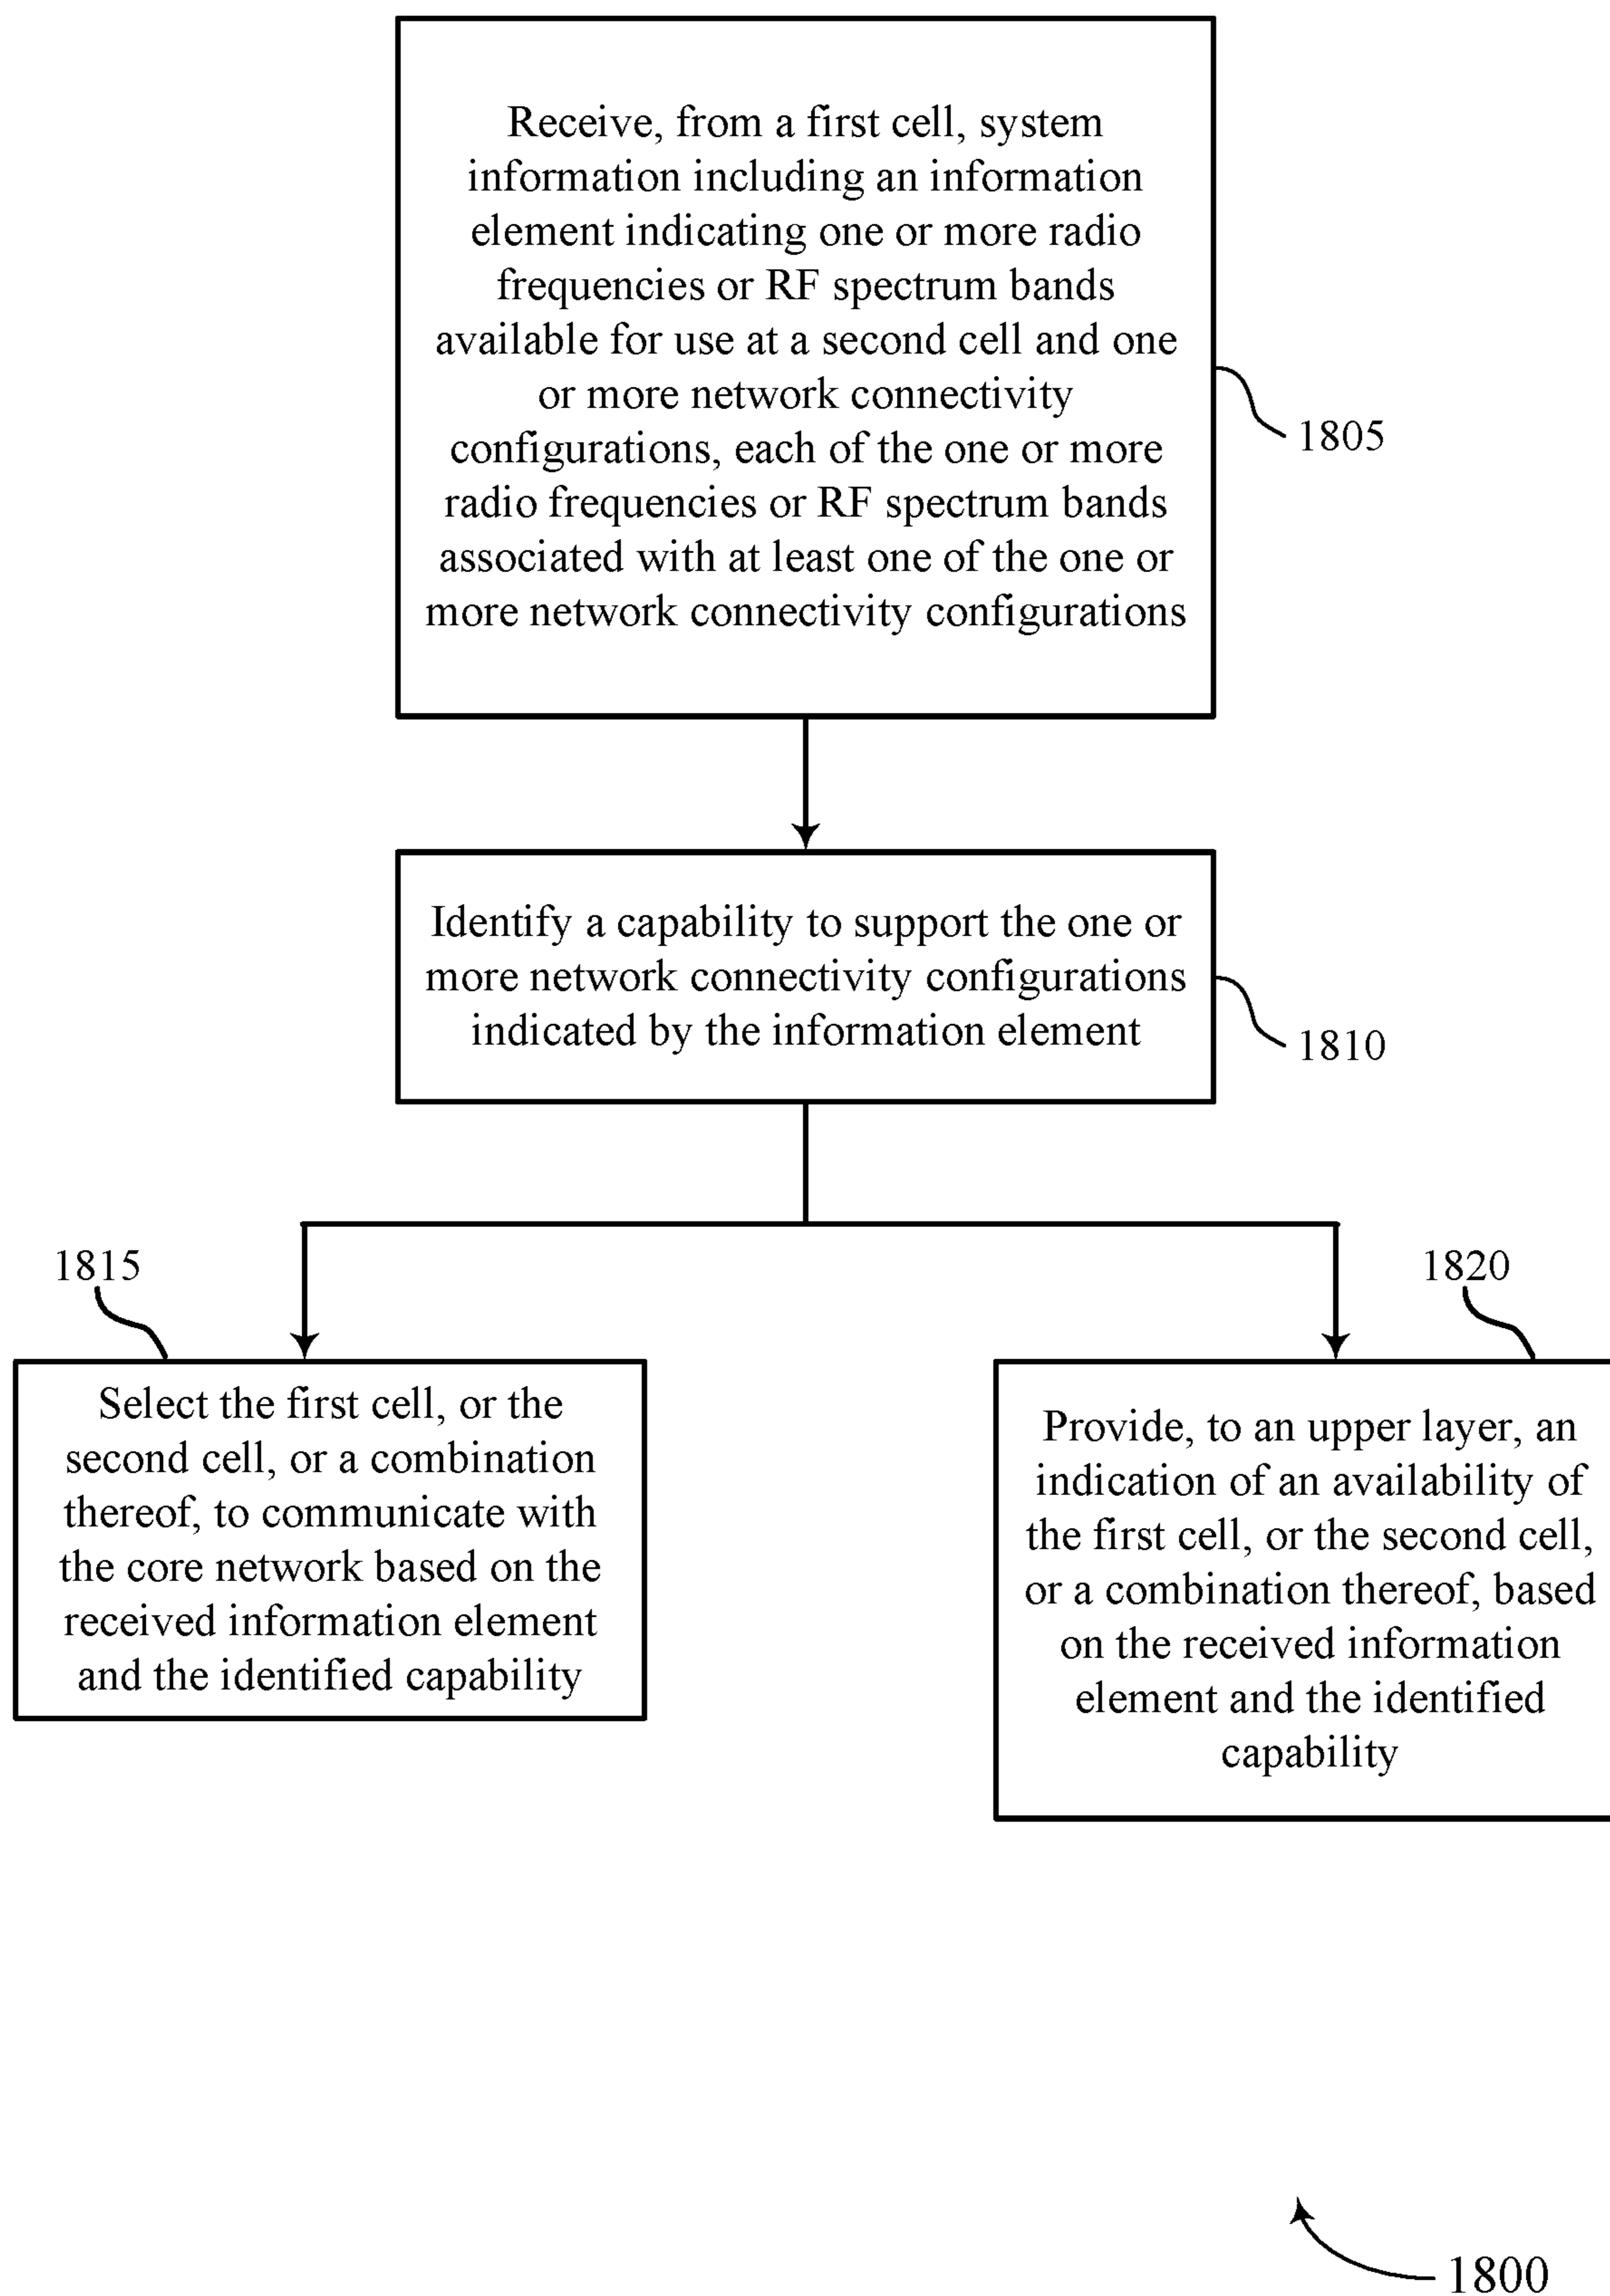 Receive, from a first cell, system
information including an information
element indicating one or more radio
frequencies or RF spectrum bands
available for use at a second cell and one
or more network connectivity
configurations, each of the one or more
radio frequencies or RF spectrum bands
associated with at least one of the one or
more network connectivity configurations
1805
Identify a capability to support the one or
more network connectivity configurations
indicated by the information element
1810
1815
Select the first cell, or the
second cell, or a combination
thereof, to communicate with
the core network based on the
received information element
and the identified capability
1820
Provide, to an upper layer, an
indication of an availability of
the first cell, or the second cell,
or a combination thereof, based
on the received information
element and the identified
capability
1800